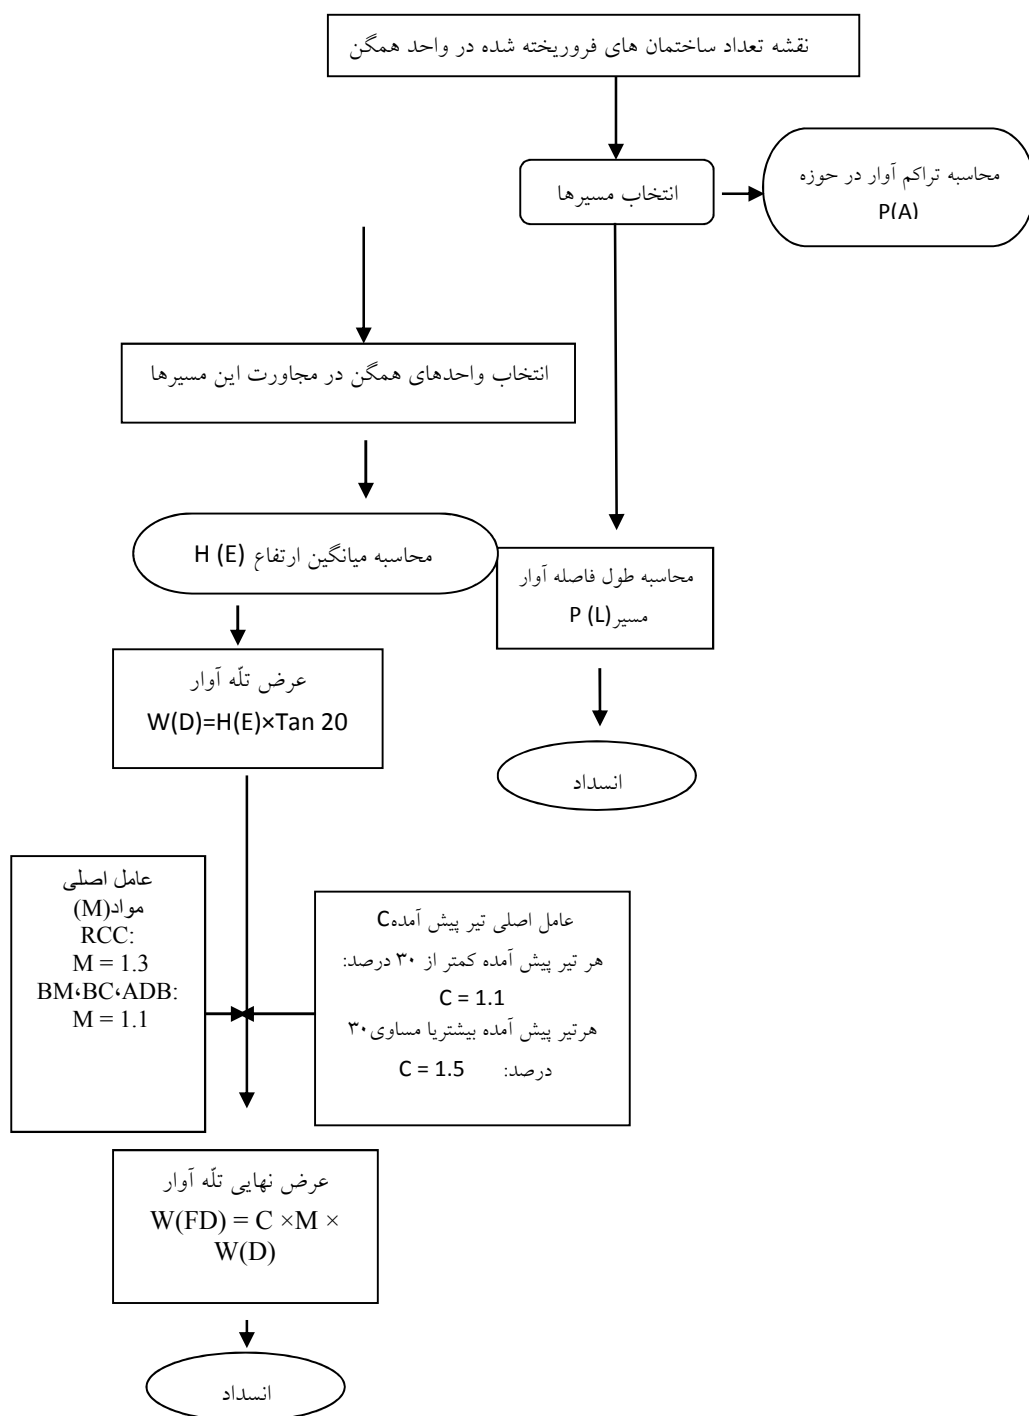 نقشه تعداد ساختمان های فروریخته شده در واحد همگن
انتخاب مسیرها
محاسبه تراکم آوار در حوزه
P(A)
انتخاب واحدهای همگن در مجاورت این مسیرها
محاسبه میانگین ارتفاع H (E)
محاسبه طول فاصله آوار
مسیر P (L)
عرض تلّه آوار
W(D)=H(E)×Tan 20
انسداد
عامل اصلی
مواد(M)
RCC:
M = 1.3
BM،BC،ADB:
M = 1.1
عامل اصلی تیر پیش آمدهC
هر تیر پیش آمده کمتر از ۳۰ درصد:
C = 1.1
هرتیر پیش آمده بیشتریا مساوی۳۰
درصد: C = 1.5
عرض نهایی تلّه آوار
W(FD) = C ×M ×
W(D)
انسداد